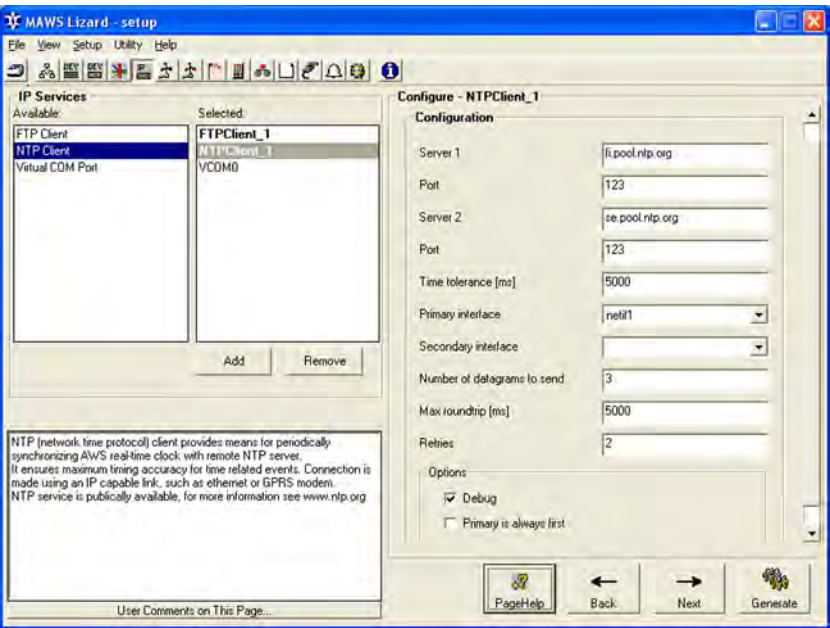 MAWS Lizard - setup
File View Setup Utility Help
IP Services
Available:
FTP Client
NTP Client
Virtual COM Port
Selected:
FTPClient_1
NTPClient_1
VCOM0
Add
Remove
NTP (network time protocol) client provides means for periodically
synchronizing AWS real-time clock with remote NTP server.
It ensures maximum timing accuracy for time related events. Connection is
made using an IP capable link, such as ethernet or GPRS modem.
NTP service is publically available, for more information see www.ntp.org
User Comments on This Page...
Configure - NTPClient_1
Configuration
Server 1 fi.pool.ntp.org
Port 123
Server 2 se.pool.ntp.org
Port 123
Time tolerance [ms] 5000
Primary interface netif1
Secondary interface
Number of datagrams to send 3
Max roundtrip [ms] 5000
Retries 2
Options
Debug
Primary is always first
PageHelp
Back
Next
Generate